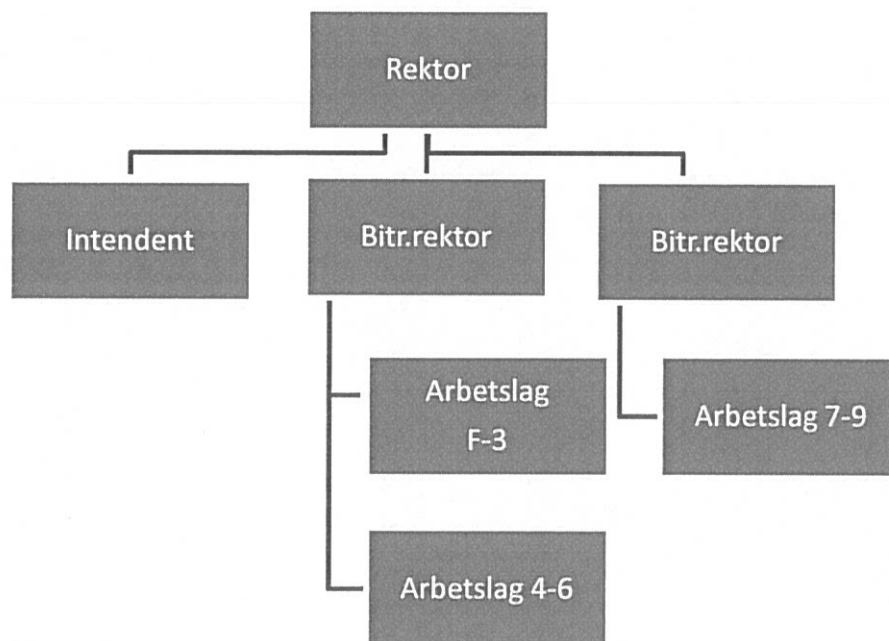 Rektor
Intendent
Bitr.rektor
Bitr.rektor
Arbetslag
F-3
Arbetslag 7-9
Arbetslag 4-6